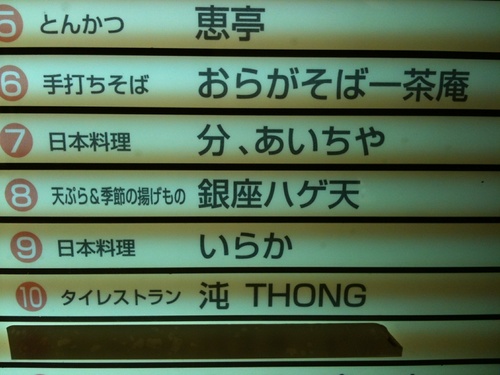 5 とんかつ 恵亭
6 手打ちそば おらがそば一茶庵
7 日本料理 分、あいちや
8 天ぷら&季節の揚げもの 銀座ハゲ天
9 日本料理 いらか
10 タイレストラン 沌 THONG